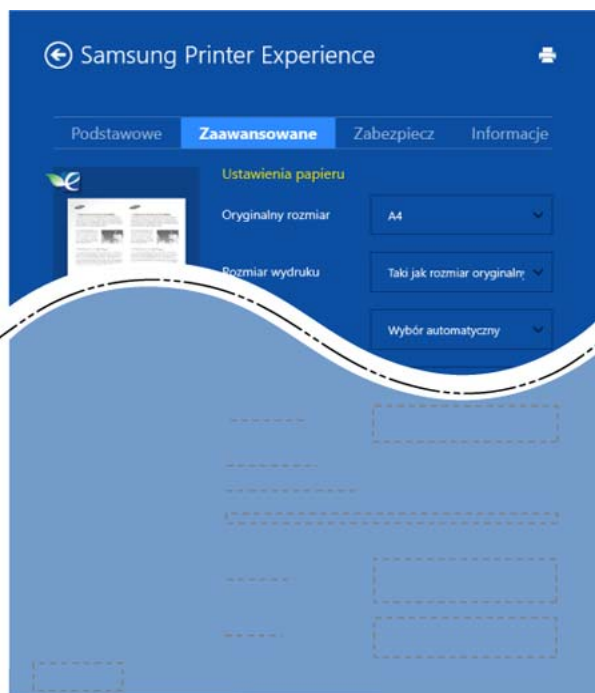 Samsung Printer Experience
Podstawowe Zaawansowane Zabezpiecz Informacje
Ustawienia papieru
Oryginalny rozmiar A4
Rozmiar wydruku Taki jak rozmiar oryginalny
Wybór automatyczny